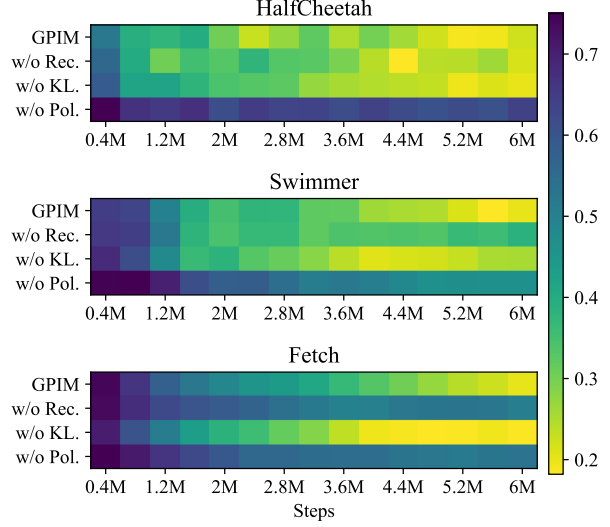 HalfCheetah
GPIM
w/o Rec.
w/o KL.
w/o Pol.
0.4M 1.2M 2M 2.8M 3.6M 4.4M 5.2M 6M
Swimmer
GPIM
w/o Rec.
w/o KL.
w/o Pol.
0.4M 1.2M 2M 2.8M 3.6M 4.4M 5.2M 6M
Fetch
GPIM
w/o Rec.
w/o KL.
w/o Pol.
0.4M 1.2M 2M 2.8M 3.6M 4.4M 5.2M 6M
Steps
0.7
0.6
0.5
0.4
0.3
0.2